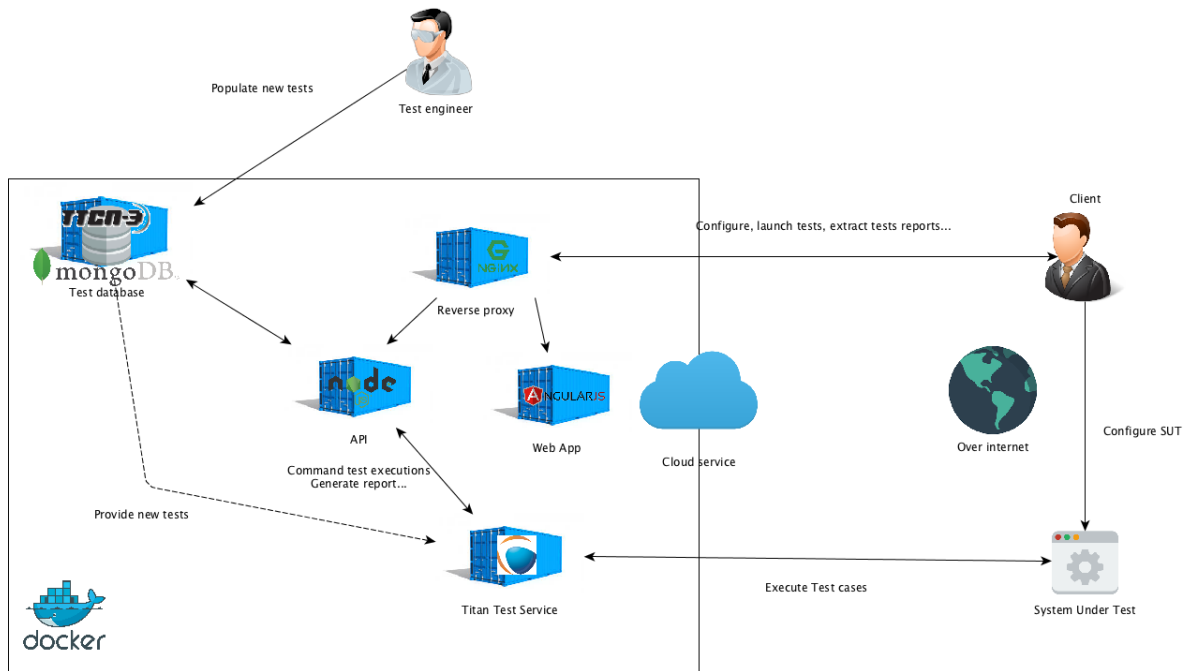 Populate new tests
Test engineer
Client
TTCN-3
mongoDB
Test database
NGiNX
Reverse proxy
Configure, launch tests, extract tests reports...
node
JS
API
ANGULARJS
Web App
Cloud service
Over internet
Configure SUT
Command test executions
Generate report...
Provide new tests
Titan Test Service
Execute Test cases
System Under Test
docker